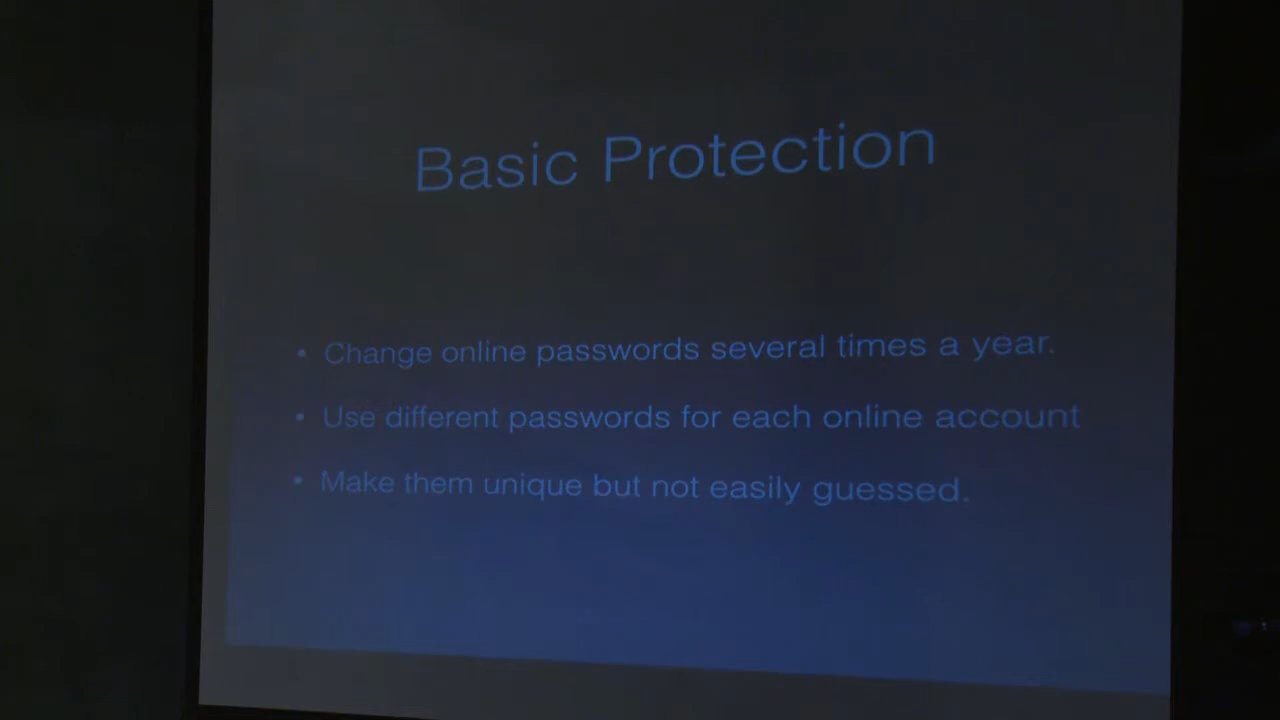 Basic Protection
• Change online passwords several times a year.
• Use different passwords for each online account
• Make them unique but not easily guessed.